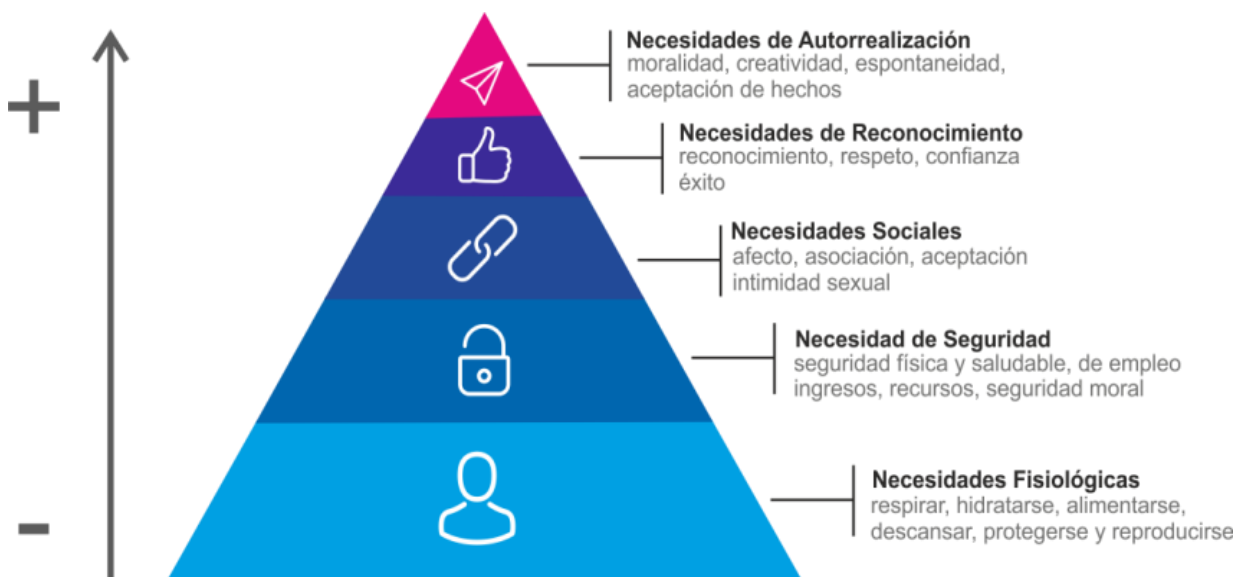 +
Necesidades de Autorrealización
moralidad, creatividad, espontaneidad,
aceptación de hechos
Necesidades de Reconocimiento
reconocimiento, respeto, confianza
éxito
Necesidades Sociales
afecto, asociación, aceptación
intimidad sexual
Necesidad de Seguridad
seguridad física y saludable, de empleo
ingresos, recursos, seguridad moral
Necesidades Fisiológicas
respirar, hidratarse, alimentarse,
descansar, protegerse y reproducirse
-